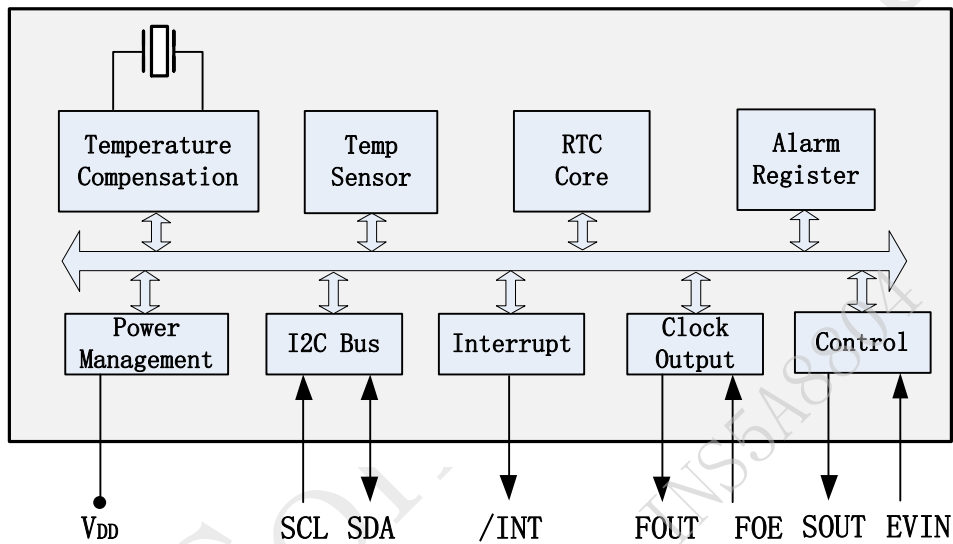 Temperature
Compensation
Temp
Sensor
RTC
Core
Alarm
Register
Power
Management
I2C Bus
Interrupt
Clock
Output
Control
VDD
SCL
SDA
/INT
FOUT
FOE
SOUT
EVIN
INS5A8804